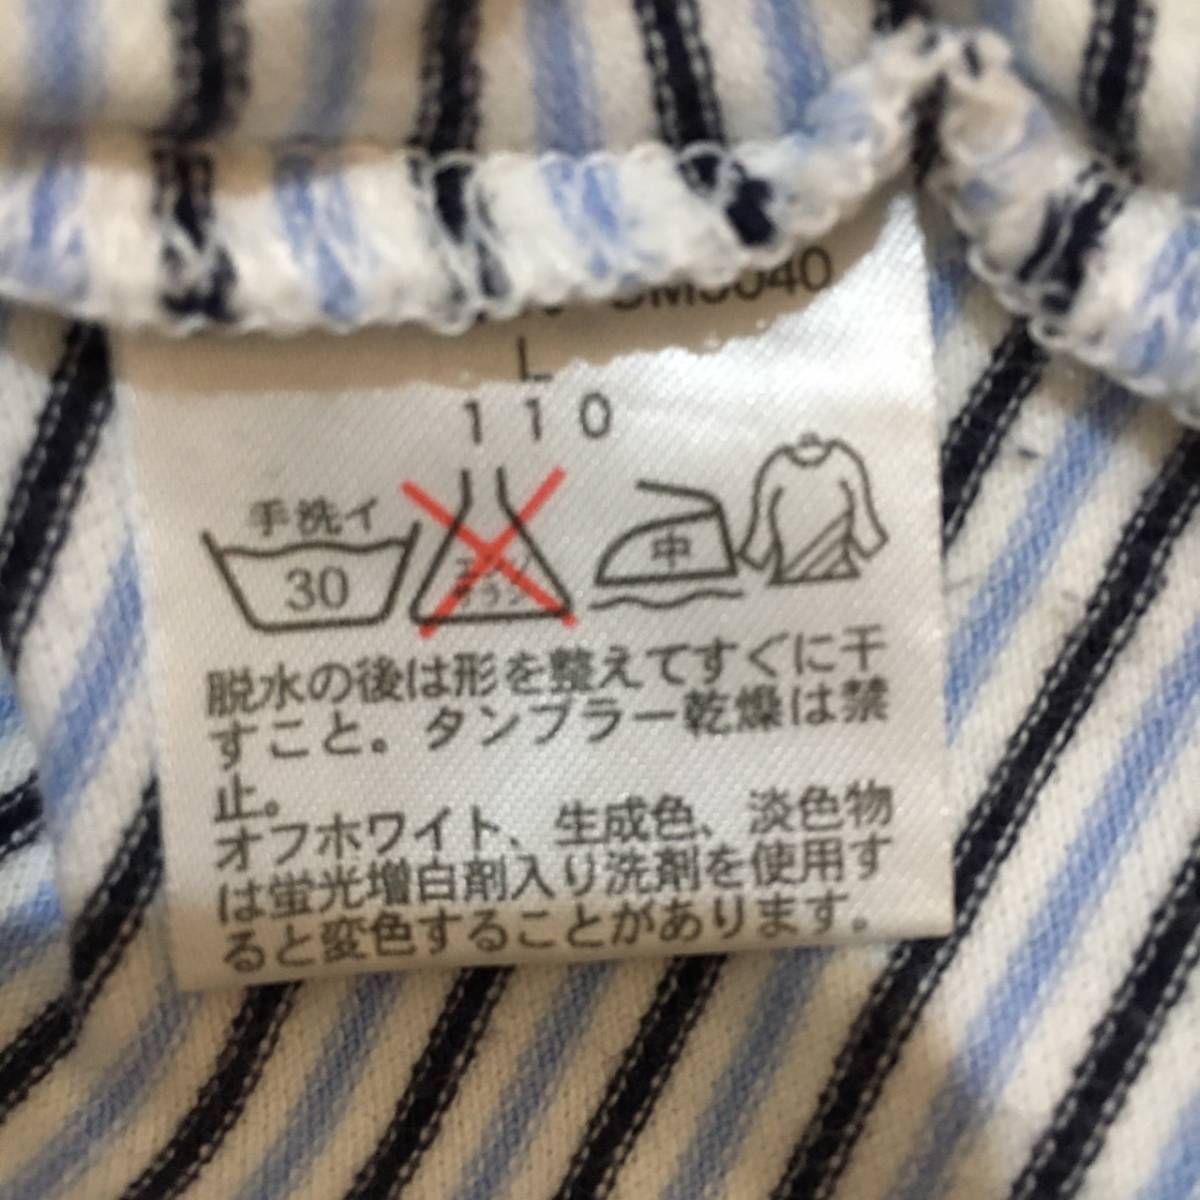 L
110
手洗イ
30
中
脱水の後は形を整えてすぐに干
すこと。タンブラー乾燥は禁
止。
オフホワイト、生成色、淡色物
は蛍光増白剤入り洗剤を使用す
ると変色することがあります。